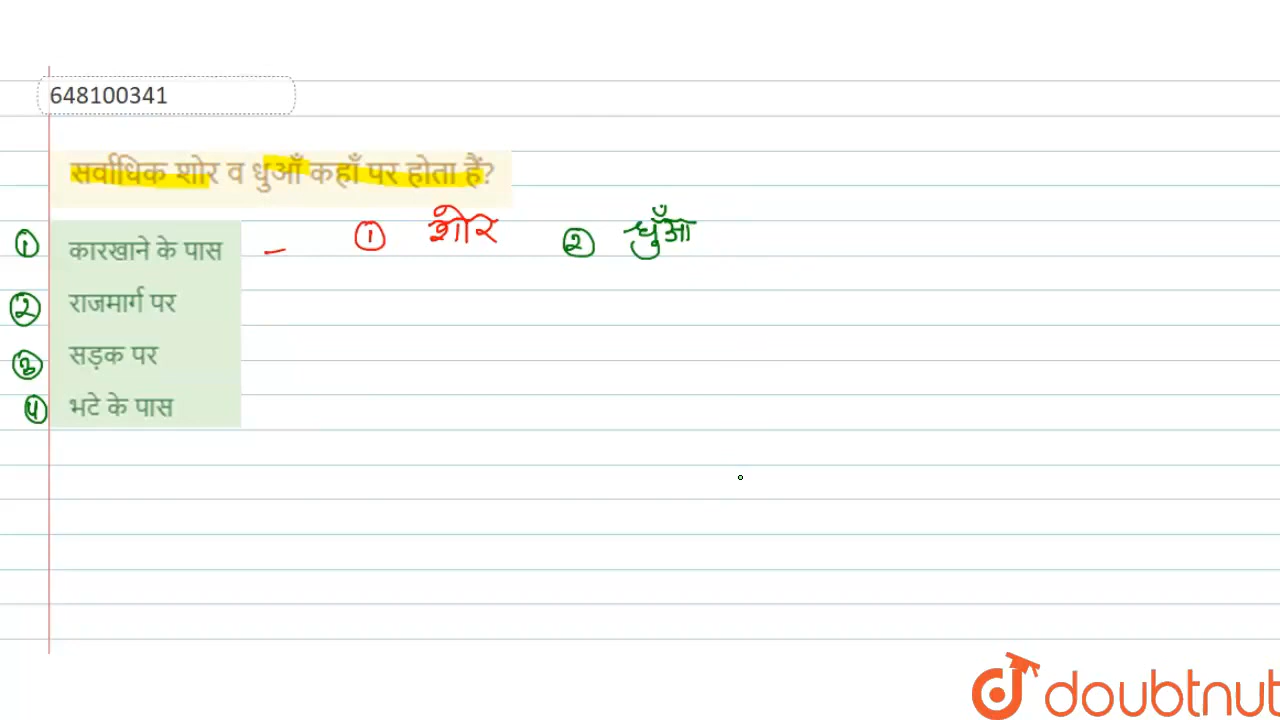 648100341
सर्वाधिक शोर व धुआँ कहाँ पर होता हैं?
① कारखाने के पास – ① शोर ② धुँआ
② राजमार्ग पर
③ सड़क पर
④ भटे के पास
doubtnut